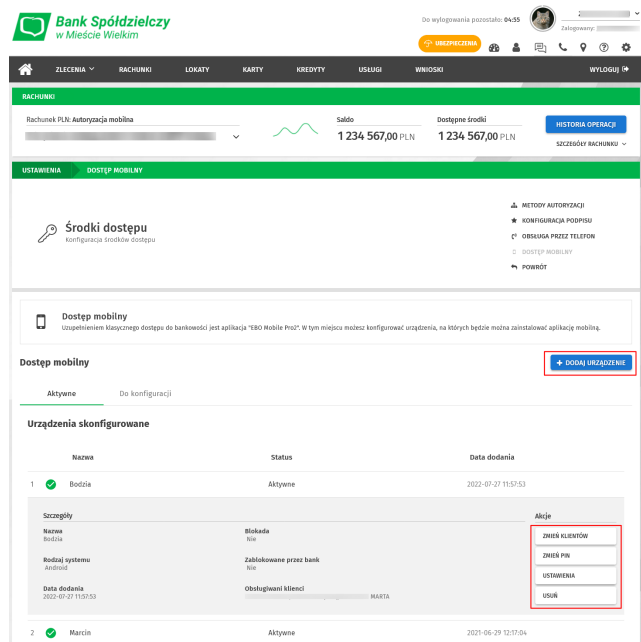 Bank Spółdzielczy
w Mieście Wielkim
Do wylogowania pozostało: 04:55
Zalogowany:
UBEZPIECZENIA
ZLECENIA
RACHUNKI
LOKATY
KARTY
KREDYTY
USŁUGI
WNIOSKI
WYLOGUJ
RACHUNKI
Rachunek PLN: Autoryzacja mobilna
Saldo
1 234 567,00 PLN
Dostępne środki
1 234 567,00 PLN
HISTORIA OPERACJI
SZCZEGÓŁY RACHUNKU
USTAWIENIA
DOSTĘP MOBILNY
Środki dostępu
Konfiguracja środków dostępu
METODY AUTORYZACJI
KONFIGURACJA PODPISU
OBSŁUGA PRZEZ TELEFON
DOSTĘP MOBILNY
POWRÓT
Dostęp mobilny
Uzupełnieniem klasycznego dostępu do bankowości jest aplikacja "EBO Mobile Pro2". W tym miejscu możesz konfigurować urządzenia, na których będzie można zainstalować aplikację mobilną.
Dostęp mobilny
+ DODAJ URZĄDZENIE
Aktywne
Do konfiguracji
Urządzenia skonfigurowane
Nazwa Status Data dodania
1 Bodzia Aktywne 2022-07-27 11:57:53
Szczegóły
Akcje
Nazwa
Bodzia
Blokada
Nie
Rodzaj systemu
Android
Zablokowane przez bank
Nie
Data dodania
2022-07-27 11:57:53
Obsługiwani klienci
MARTA
ZMIEŃ KLIENTÓW
ZMIEŃ PIN
USTAWIENIA
USUŃ
2 Marcin Aktywne 2021-06-29 12:17:04